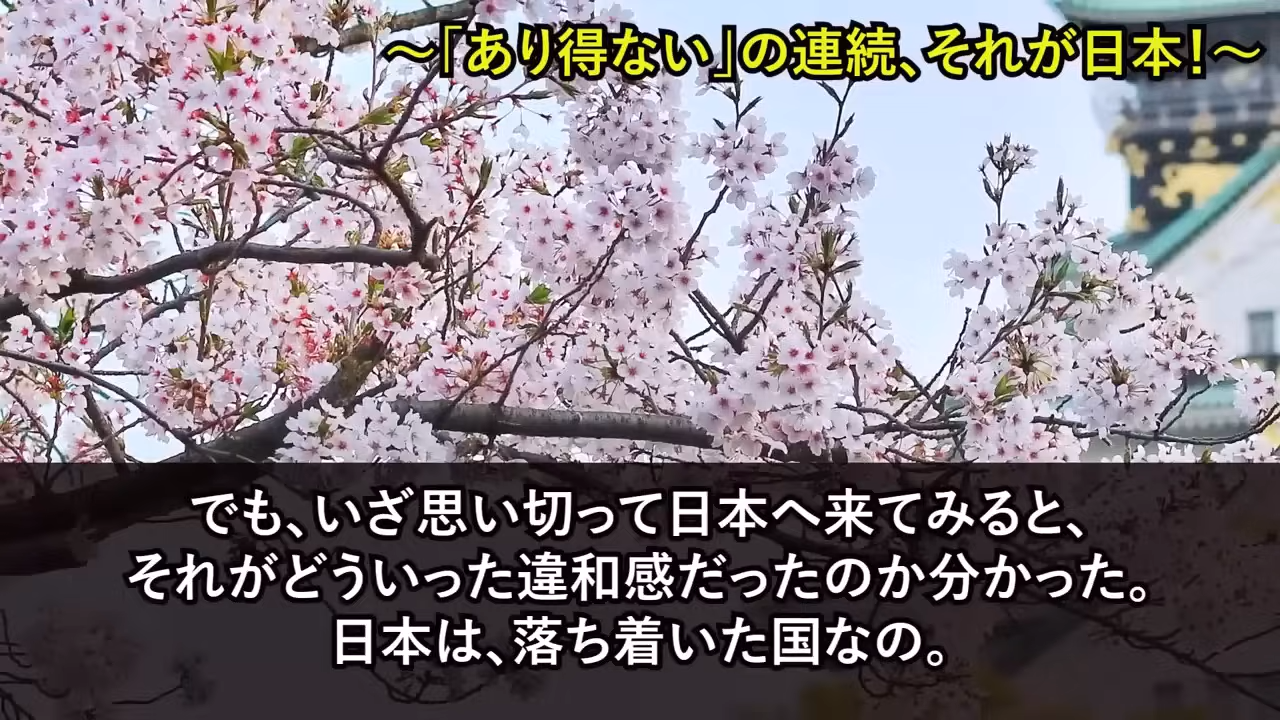 ～「あり得ない」の連続、それが日本！～
でも、いざ思い切って日本へ来てみると、
それがどういった違和感だったのか分かった。
日本は、落ち着いた国なの。